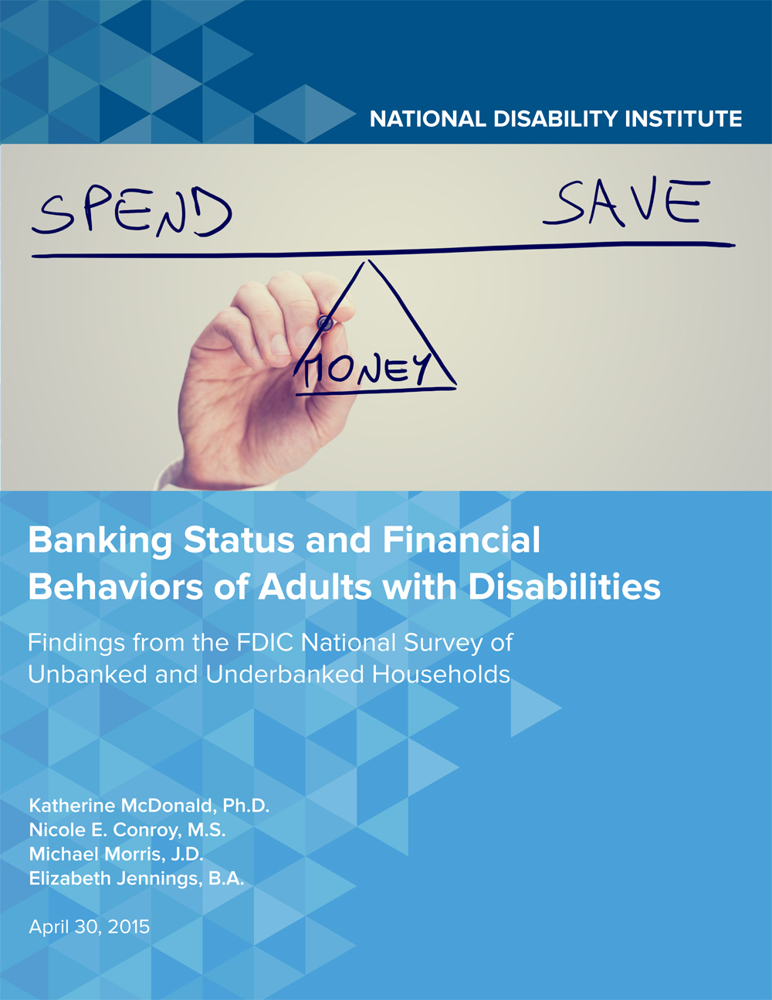 NATIONAL DISABILITY INSTITUTE
SPEND SAVE
MONEY
Banking Status and Financial
Behaviors of Adults with Disabilities
Findings from the FDIC National Survey of
Unbanked and Underbanked Households
Katherine McDonald, Ph.D.
Nicole E. Conroy, M.S.
Michael Morris, J.D.
Elizabeth Jennings, B.A.
April 30, 2015